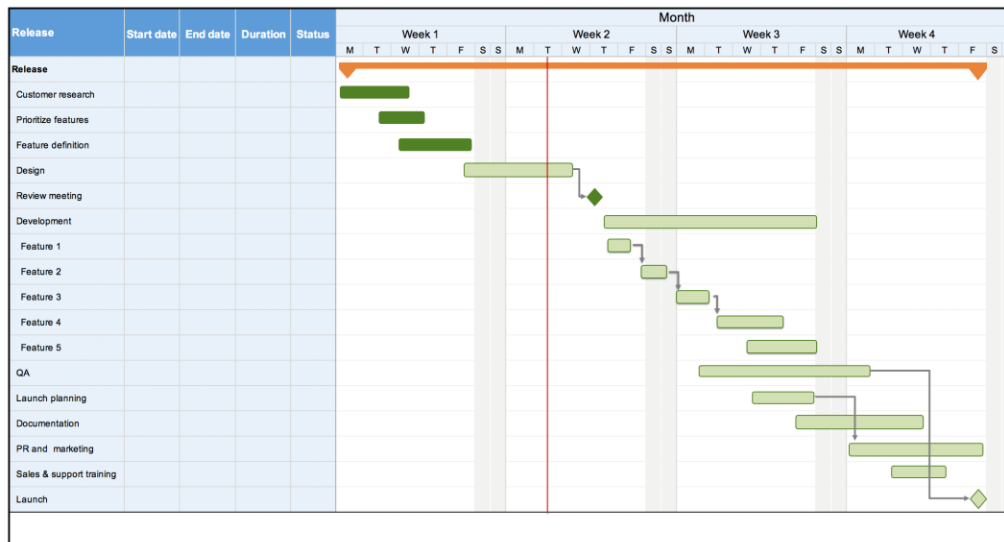 Month
Release Start date End date Duration Status Week 1 Week 2 Week 3 Week 4
M T W T F S S M T W T F S S M T W T F S S M T W T F S
Release
Customer research
Prioritize features
Feature definition
Design
Review meeting
Development
Feature 1
Feature 2
Feature 3
Feature 4
Feature 5
QA
Launch planning
Documentation
PR and marketing
Sales & support training
Launch